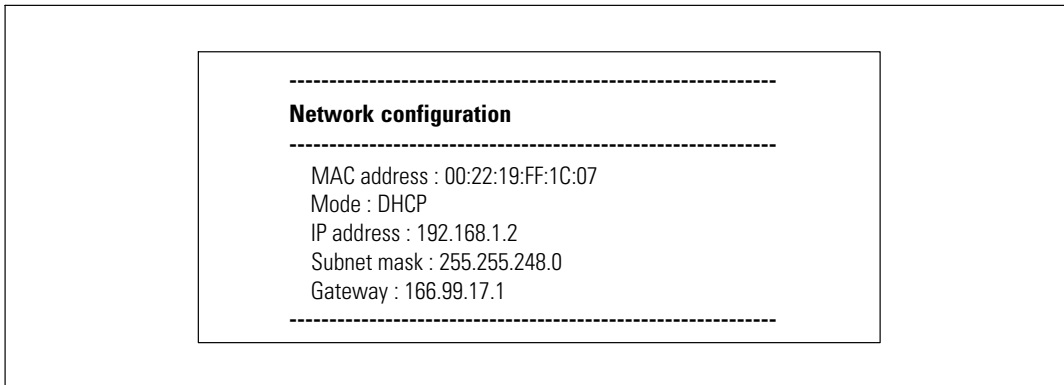 -------------------------------------------------------------
Network configuration
-------------------------------------------------------------
MAC address : 00:22:19:FF:1C:07
Mode : DHCP
IP address : 192.168.1.2
Subnet mask : 255.255.248.0
Gateway : 166.99.17.1
-------------------------------------------------------------